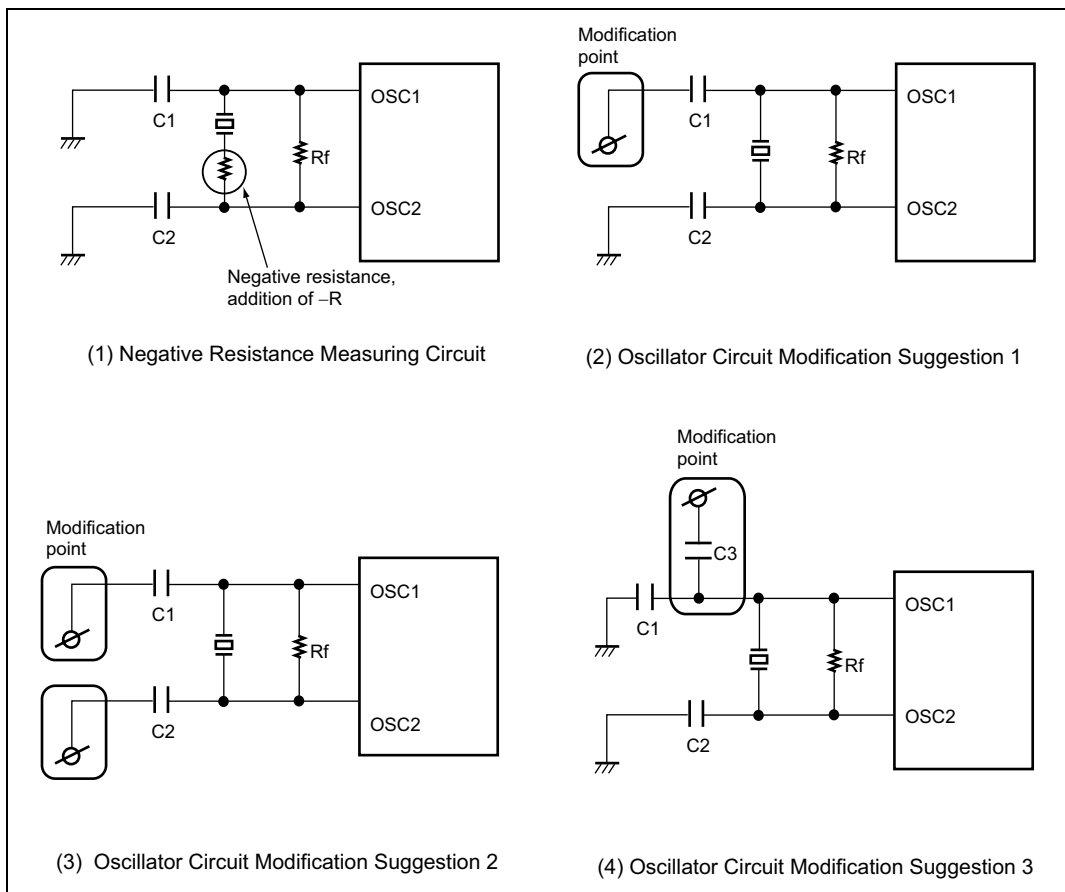 OSC1
C1
Rf
OSC2
C2
Negative resistance,
addition of −R
(1) Negative Resistance Measuring Circuit
Modification
point
OSC1
C1
Rf
OSC2
C2
(2) Oscillator Circuit Modification Suggestion 1
Modification
point
OSC1
C1
Rf
OSC2
C2
(3) Oscillator Circuit Modification Suggestion 2
Modification
point
C3
OSC1
C1
Rf
OSC2
C2
(4) Oscillator Circuit Modification Suggestion 3